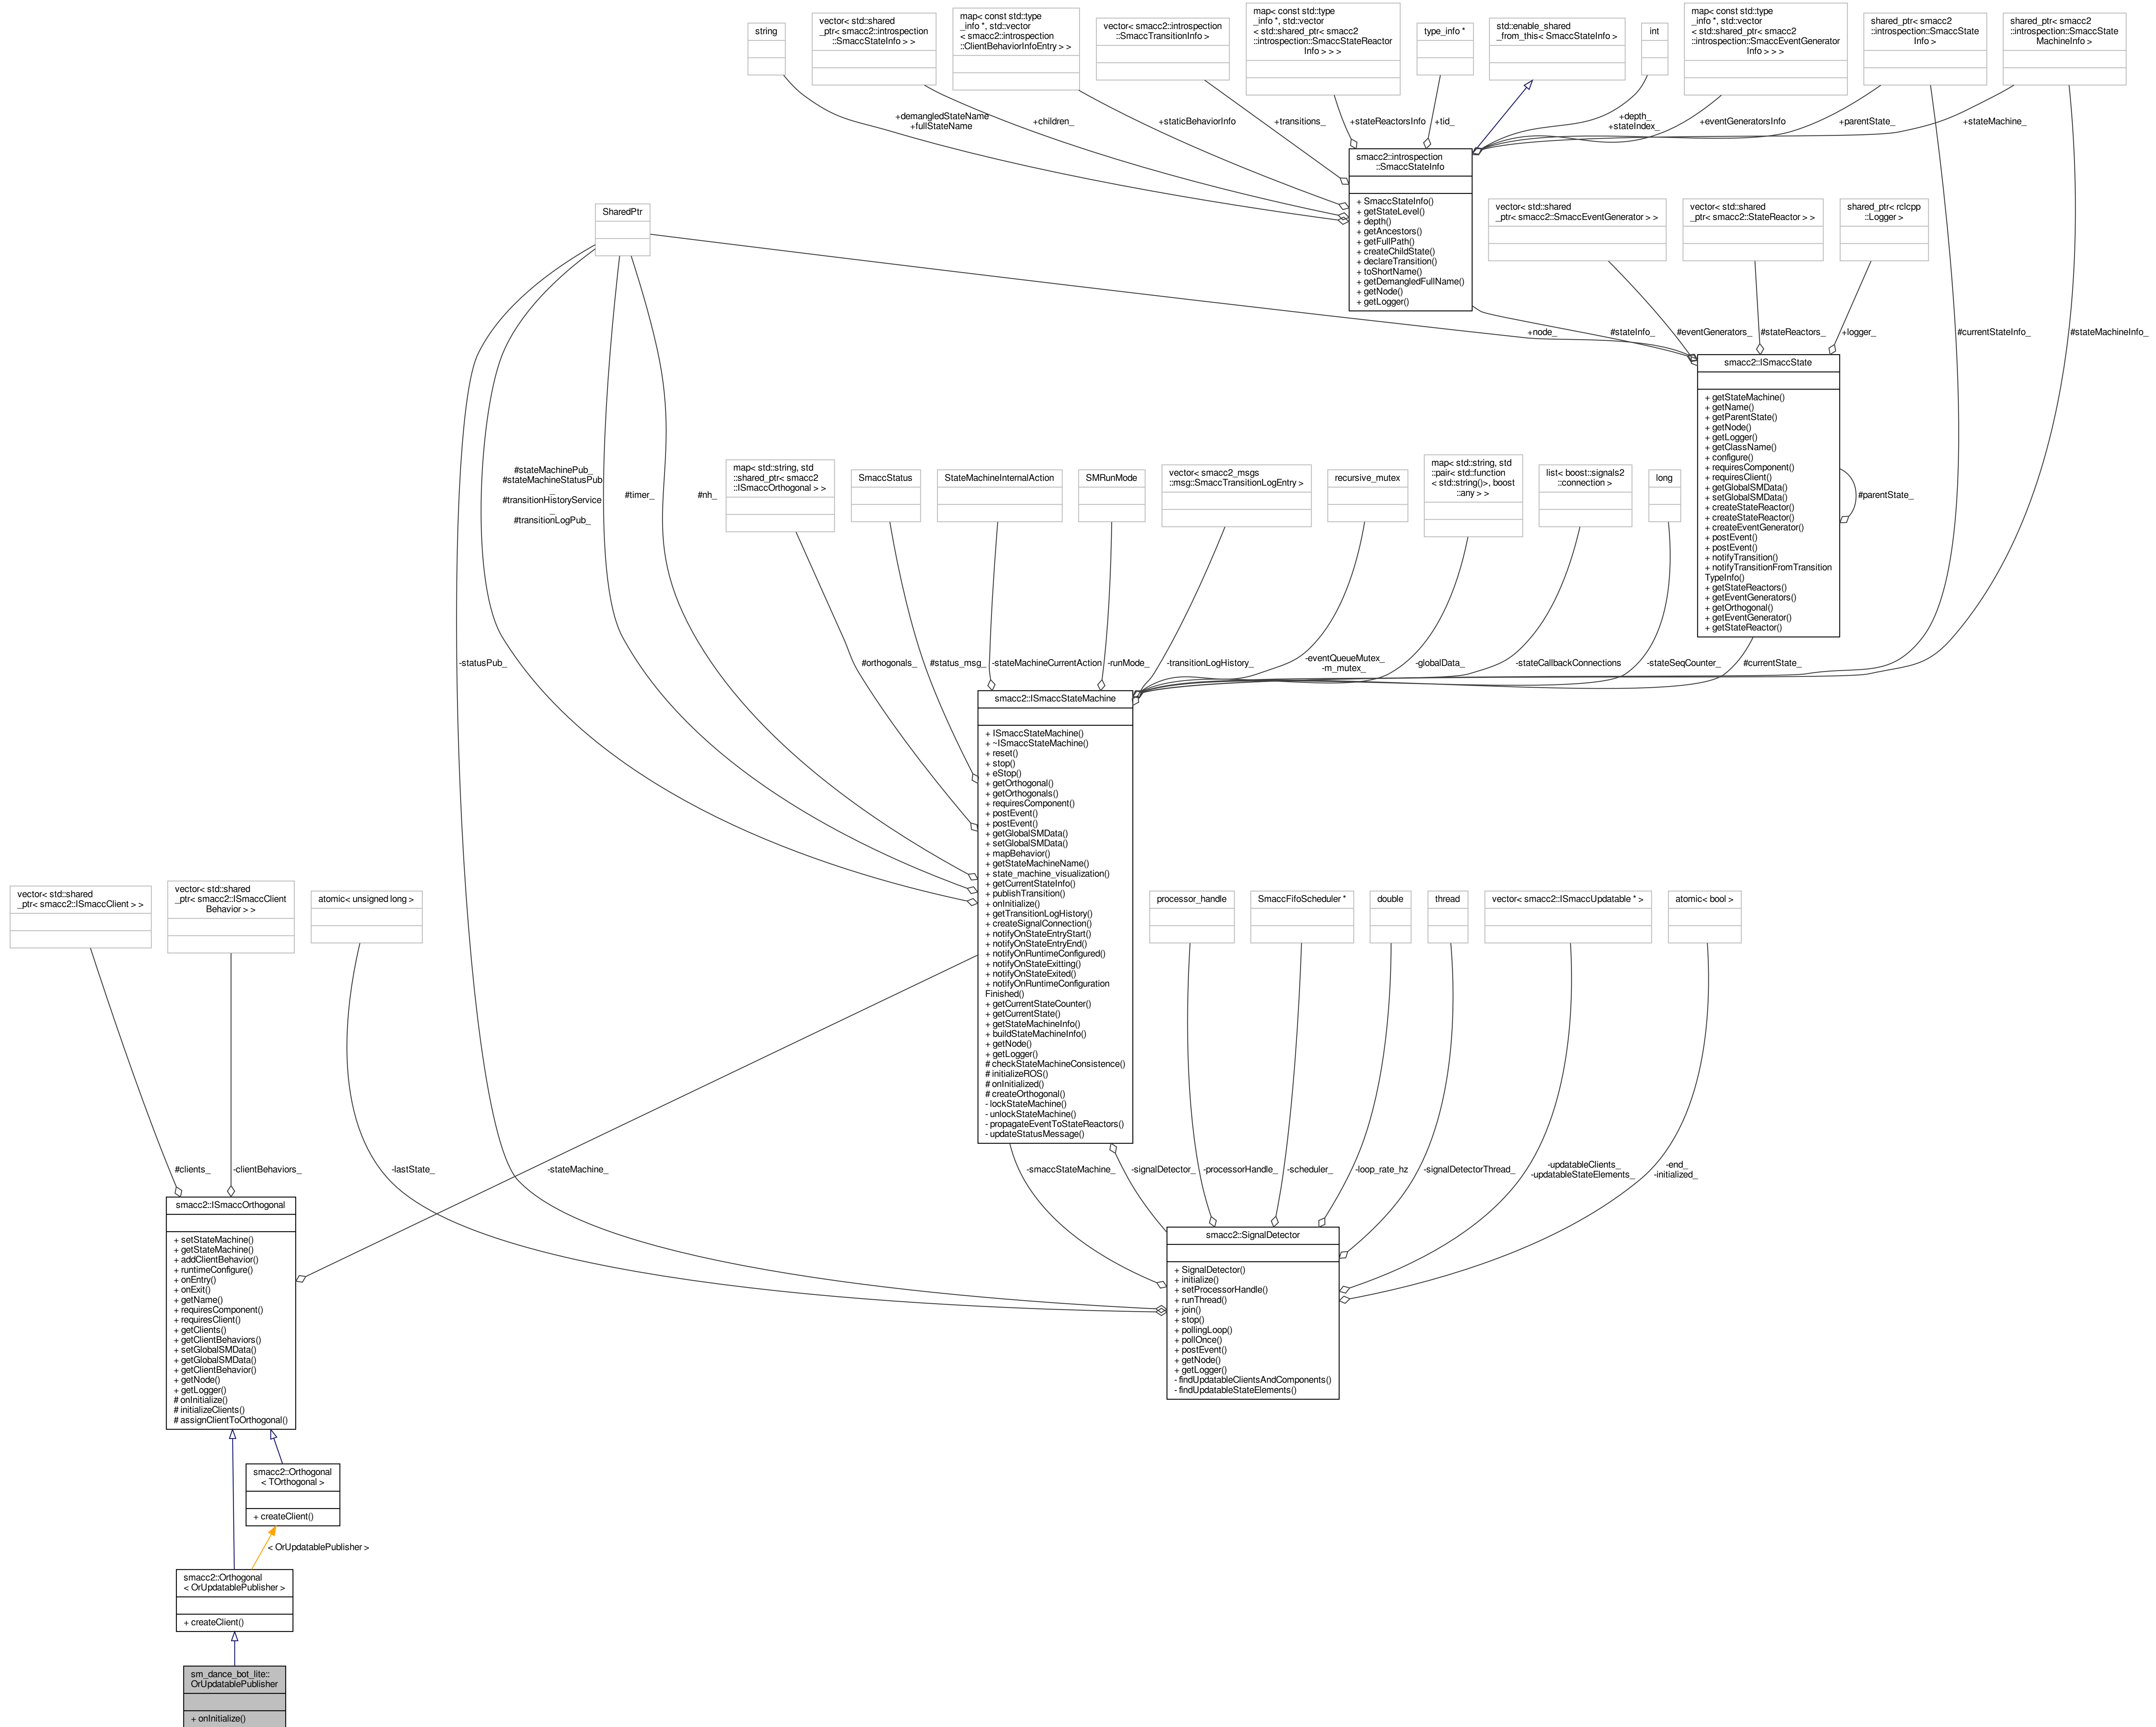 string
vector< std::shared
_ptr< smacc2::introspection
::SmaccStateInfo > >
map< const std::type
_info *, std::vector
< smacc2::introspection
::ClientBehaviorInfoEntry > >
vector< smacc2::introspection
::SmaccTransitionInfo >
map< const std::type
_info *, std::vector
< std::shared_ptr< smacc2
::introspection::SmaccStateReactor
Info > > >
type_info *
std::enable_shared
_from_this< SmaccStateInfo >
int
map< const std::type
_info *, std::vector
< std::shared_ptr< smacc2
::introspection::SmaccEventGenerator
Info > > >
shared_ptr< smacc2
::introspection::SmaccState
Info >
shared_ptr< smacc2
::introspection::SmaccState
MachineInfo >
+demangledStateName
+fullStateName
+children_
+staticBehaviorInfo
+transitions_
+stateReactorsInfo
+tid_
+depth_
+stateIndex_
+eventGeneratorsInfo
+parentState_
+stateMachine_
smacc2::introspection
::SmaccStateInfo
+ SmaccStateInfo()
+ getStateLevel()
+ depth()
+ getAncestors()
+ getFullPath()
+ createChildState()
+ declareTransition()
+ toShortName()
+ getDemangledFullName()
+ getNode()
+ getLogger()
SharedPtr
vector< std::shared
_ptr< smacc2::SmaccEventGenerator > >
vector< std::shared
_ptr< smacc2::StateReactor > >
shared_ptr< rclcpp
::Logger >
+node_
#stateInfo_
#eventGenerators_
#stateReactors_
+logger_
#currentStateInfo_
#stateMachineInfo_
smacc2::ISmaccState
+ getStateMachine()
+ getName()
+ getParentState()
+ getNode()
+ getLogger()
+ getClassName()
+ configure()
+ requiresComponent()
+ requiresClient()
+ getGlobalSMData()
+ setGlobalSMData()
+ createStateReactor()
+ createStateReactor()
+ createEventGenerator()
+ postEvent()
+ postEvent()
+ notifyTransition()
+ notifyTransitionFromTransition
TypeInfo()
+ getStateReactors()
+ getEventGenerators()
+ getOrthogonal()
+ getEventGenerator()
+ getStateReactor()
#parentState_
#stateMachinePub_
#stateMachineStatusPub
_
#transitionHistoryService
_
#transitionLogPub_
#timer_
#nh_
map< std::string, std
::shared_ptr< smacc2
::ISmaccOrthogonal > >
SmaccStatus
StateMachineInternalAction
SMRunMode
vector< smacc2_msgs
::msg::SmaccTransitionLogEntry >
recursive_mutex
map< std::string, std
::pair< std::function
< std::string()>, boost
::any > >
list< boost::signals2
::connection >
long
-statusPub_
#orthogonals_
#status_msg_
-stateMachineCurrentAction
-runMode_
-transitionLogHistory_
-eventQueueMutex_
-m_mutex_
-globalData_
-stateCallbackConnections
-stateSeqCounter_
#currentState_
smacc2::ISmaccStateMachine
+ ISmaccStateMachine()
+ ~ISmaccStateMachine()
+ reset()
+ stop()
+ eStop()
+ getOrthogonal()
+ getOrthogonals()
+ requiresComponent()
+ postEvent()
+ postEvent()
+ getGlobalSMData()
+ setGlobalSMData()
+ mapBehavior()
+ getStateMachineName()
+ state_machine_visualization()
+ getCurrentStateInfo()
+ publishTransition()
+ onInitialize()
+ getTransitionLogHistory()
+ createSignalConnection()
+ notifyOnStateEntryStart()
+ notifyOnStateEntryEnd()
+ notifyOnRuntimeConfigured()
+ notifyOnStateExitting()
+ notifyOnStateExited()
+ notifyOnRuntimeConfiguration
Finished()
+ getCurrentStateCounter()
+ getCurrentState()
+ getStateMachineInfo()
+ buildStateMachineInfo()
+ getNode()
+ getLogger()
# checkStateMachineConsistence()
# initializeROS()
# onInitialized()
# createOrthogonal()
- lockStateMachine()
- unlockStateMachine()
- propagateEventToStateReactors()
- updateStatusMessage()
vector< std::shared
_ptr< smacc2::ISmaccClient > >
vector< std::shared
_ptr< smacc2::ISmaccClient
Behavior > >
atomic< unsigned long >
processor_handle
SmaccFifoScheduler *
double
thread
vector< smacc2::ISmaccUpdatable * >
atomic< bool >
#clients_
-clientBehaviors_
-lastState_
-stateMachine_
-smaccStateMachine_
-signalDetector_
-processorHandle_
-scheduler_
-loop_rate_hz
-signalDetectorThread_
-updatableClients_
-updatableStateElements_
-end_
-initialized_
smacc2::ISmaccOrthogonal
+ setStateMachine()
+ getStateMachine()
+ addClientBehavior()
+ runtimeConfigure()
+ onEntry()
+ onExit()
+ getName()
+ requiresComponent()
+ requiresClient()
+ getClients()
+ getClientBehaviors()
+ setGlobalSMData()
+ getGlobalSMData()
+ getClientBehavior()
+ getNode()
+ getLogger()
# onInitialize()
# initializeClients()
# assignClientToOrthogonal()
smacc2::SignalDetector
+ SignalDetector()
+ initialize()
+ setProcessorHandle()
+ runThread()
+ join()
+ stop()
+ pollingLoop()
+ pollOnce()
+ postEvent()
+ getNode()
+ getLogger()
- findUpdatableClientsAndComponents()
- findUpdatableStateElements()
smacc2::Orthogonal
< TOrthogonal >
+ createClient()
< OrUpdatablePublisher >
smacc2::Orthogonal
< OrUpdatablePublisher >
+ createClient()
sm_dance_bot_lite::
OrUpdatablePublisher
+ onInitialize()